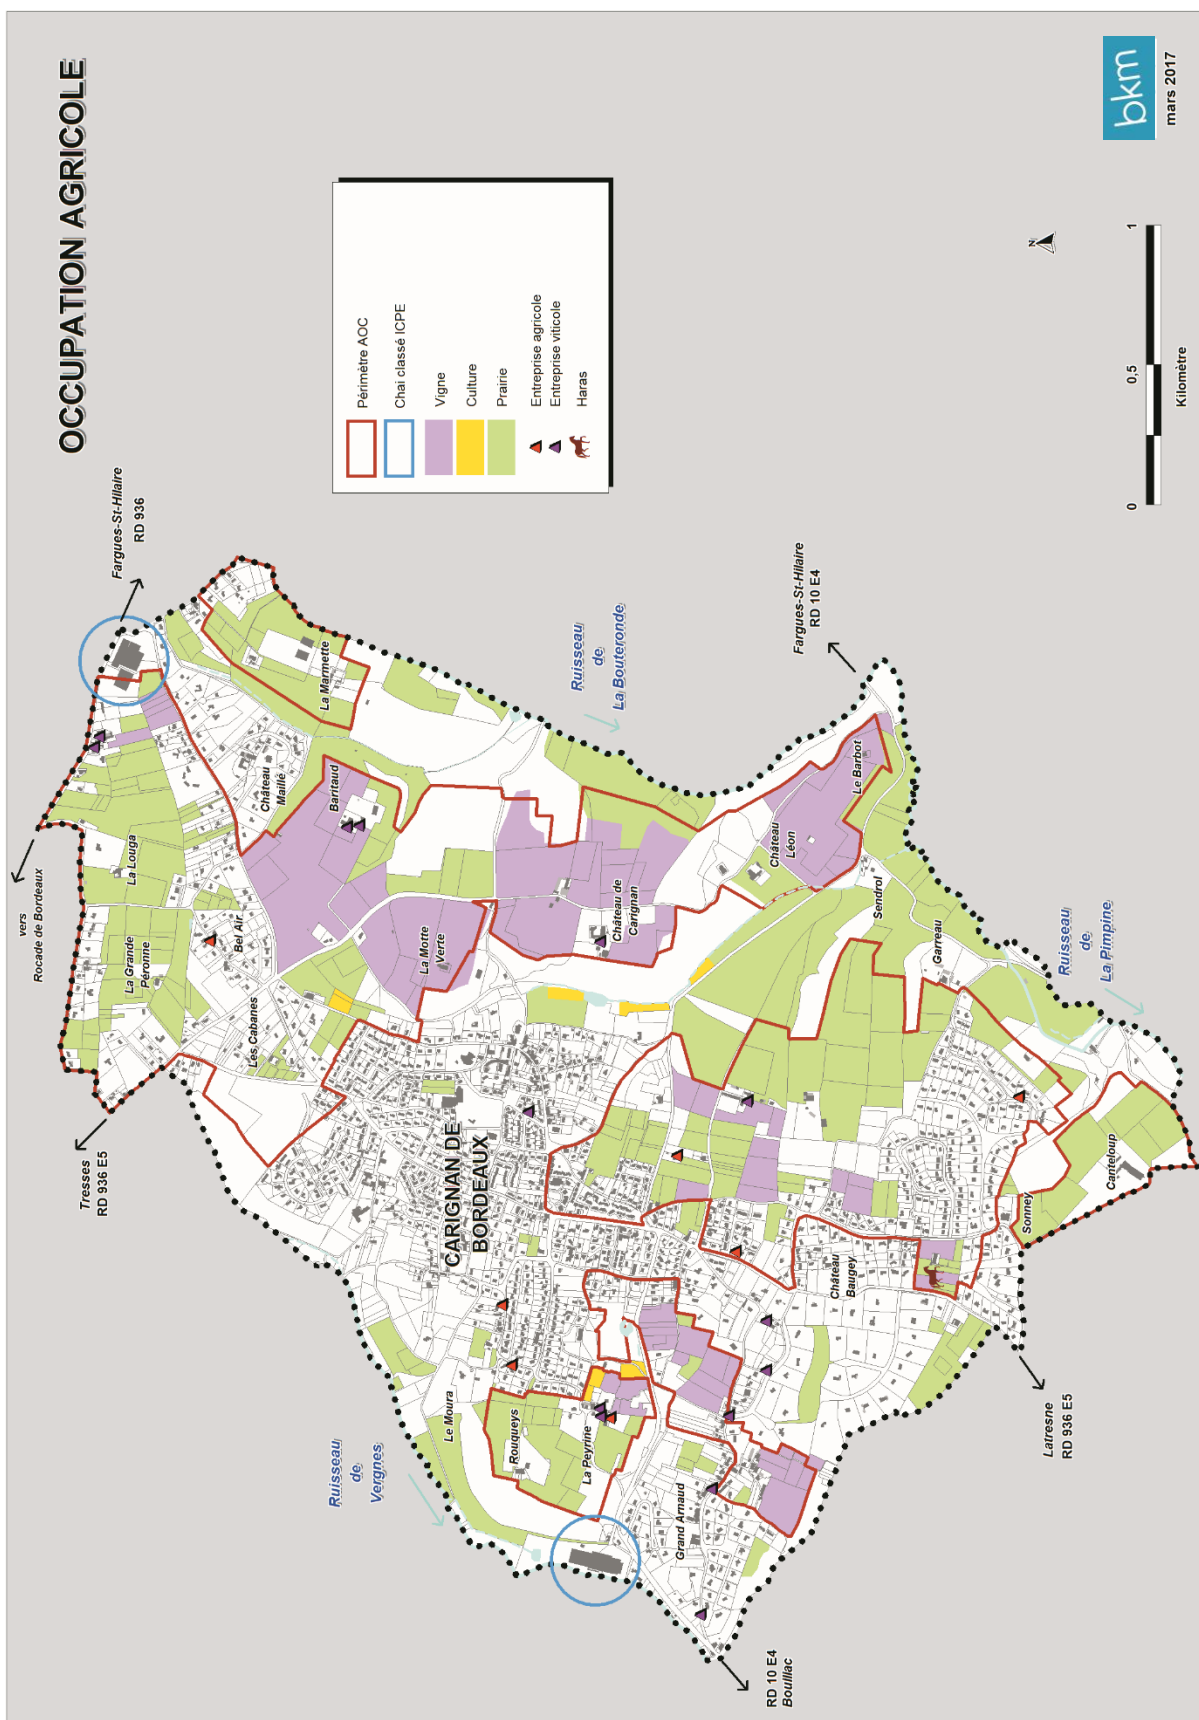 OCCUPATION AGRICOLE
bkm
mars 2017
Périmètre AOC
Chai classé ICPE
Vigne
Culture
Prairie
Entreprise agricole
Entreprise viticole
Haras
N
0
0,5
1
Kilomètre
vers
Rocade de Bordeaux
Fargues-St-Hilaire
RD 936
Tresses
RD 936 E5
La Louga
La Grande
Péronne
Bel Air
Les Cabanes
Château
Maillé
La Marmette
Baritaud
La Motte
Verte
Château de
Carignan
Ruisseau
de
La Bouteronde
Fargues-St-Hilaire
RD 10 E4
Le Barbot
Château
Léon
Sendrol
Garreau
Ruisseau
de
La Pimpine
CARIGNAN DE
BORDEAUX
Ruisseau
de
Vergnes
Le Moura
Rouqueys
La Peyrine
Grand Arnaud
Château
Baugey
Sonney
Canteloup
Latresne
RD 936 E5
RD 10 E4
Bouliac